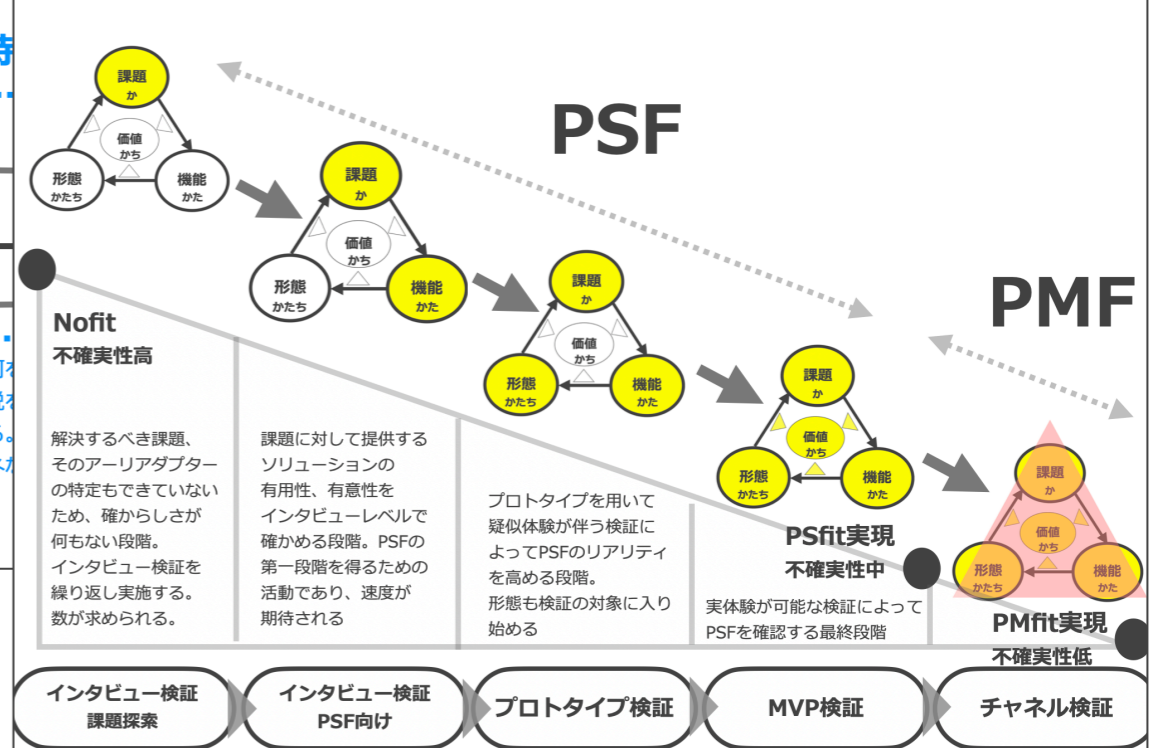 PSF
PMF
課題
か
価値
かち
形態
かたち
機能
かた
課題
か
価値
かち
形態
かたち
機能
かた
課題
か
価値
かち
形態
かたち
機能
かた
課題
か
価値
かち
形態
かたち
機能
かた
課題
か
価値
かち
形態
かたち
機能
かた
Nofit
不確実性高
解決するべき課題、
そのアーリアダプター
の特定もできていない
ため、確からしさが
何もない段階。
インタビュー検証を
繰り返し実施する。
数が求められる。
課題に対して提供する
ソリューションの
有用性、有意性を
インタビューレベルで
確かめる段階。PSFの
第一段階を得るための
活動であり、速度が
期待される
プロトタイプを用いて
疑似体験が伴う検証に
よってPSFのリアリティ
を高める段階。
形態も検証の対象に入り
始める
PSfit実現
不確実性中
実体験が可能な検証によって
PSFを確認する最終段階
PMfit実現
不確実性低
インタビュー検証
課題探索
インタビュー検証
PSF向け
プロトタイプ検証
MVP検証
チャネル検証